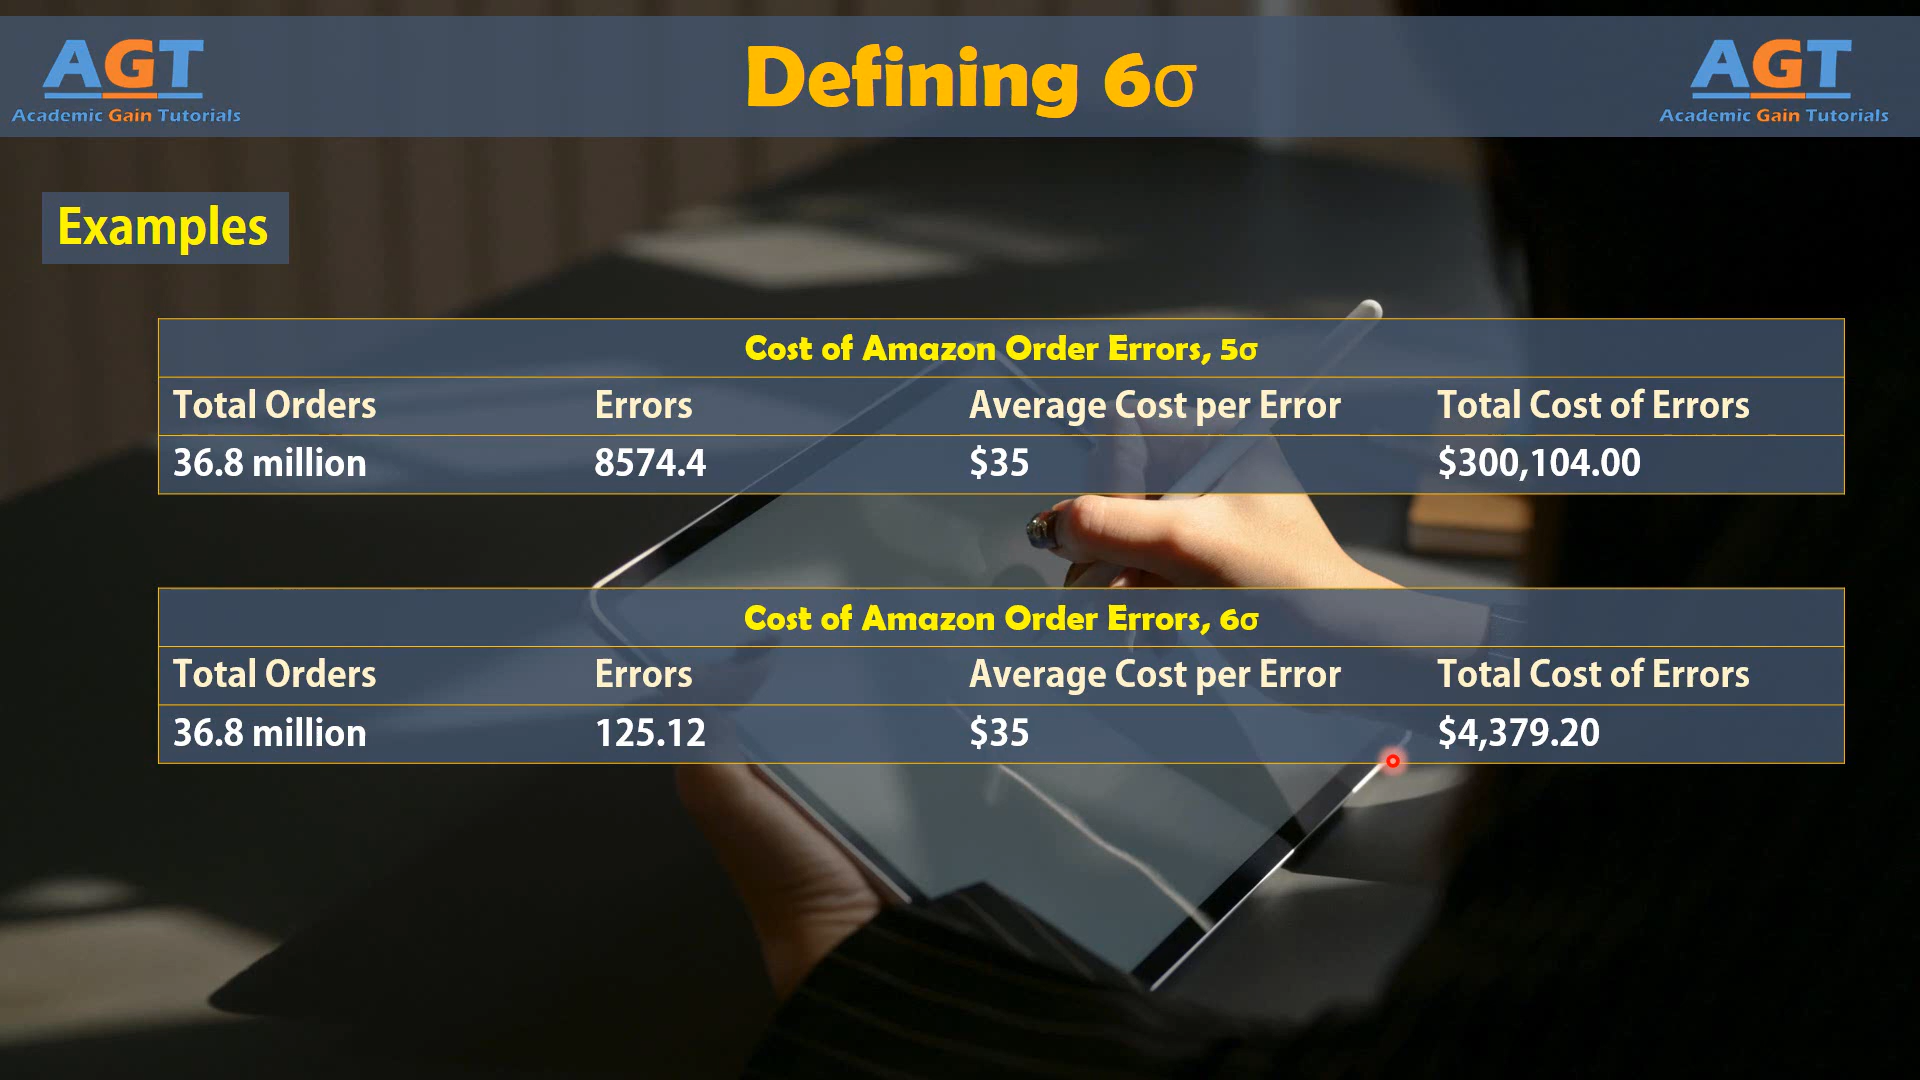 AGT
Academic Gain Tutorials
Defining 6σ
AGT
Academic Gain Tutorials
Examples
Cost of Amazon Order Errors, 5σ
Total Orders Errors Average Cost per Error Total Cost of Errors
36.8 million 8574.4 $35 $300,104.00
Cost of Amazon Order Errors, 6σ
Total Orders Errors Average Cost per Error Total Cost of Errors
36.8 million 125.12 $35 $4,379.20